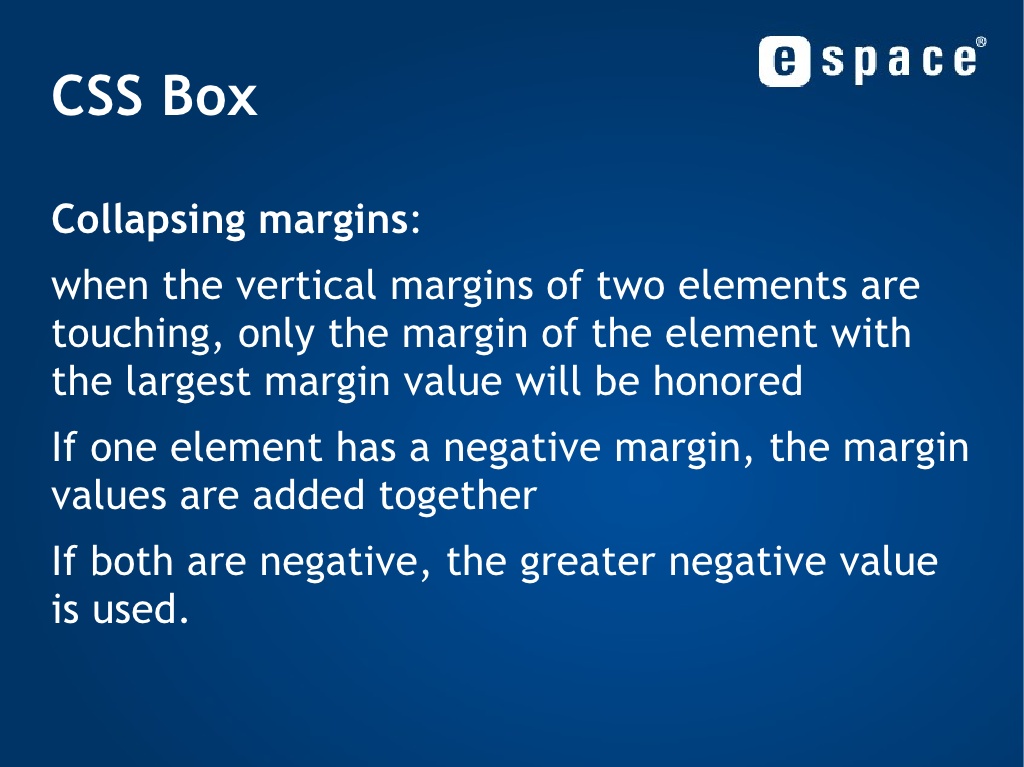 e space®
CSS Box
Collapsing margins:
when the vertical margins of two elements are
touching, only the margin of the element with
the largest margin value will be honored
If one element has a negative margin, the margin
values are added together
If both are negative, the greater negative value
is used.